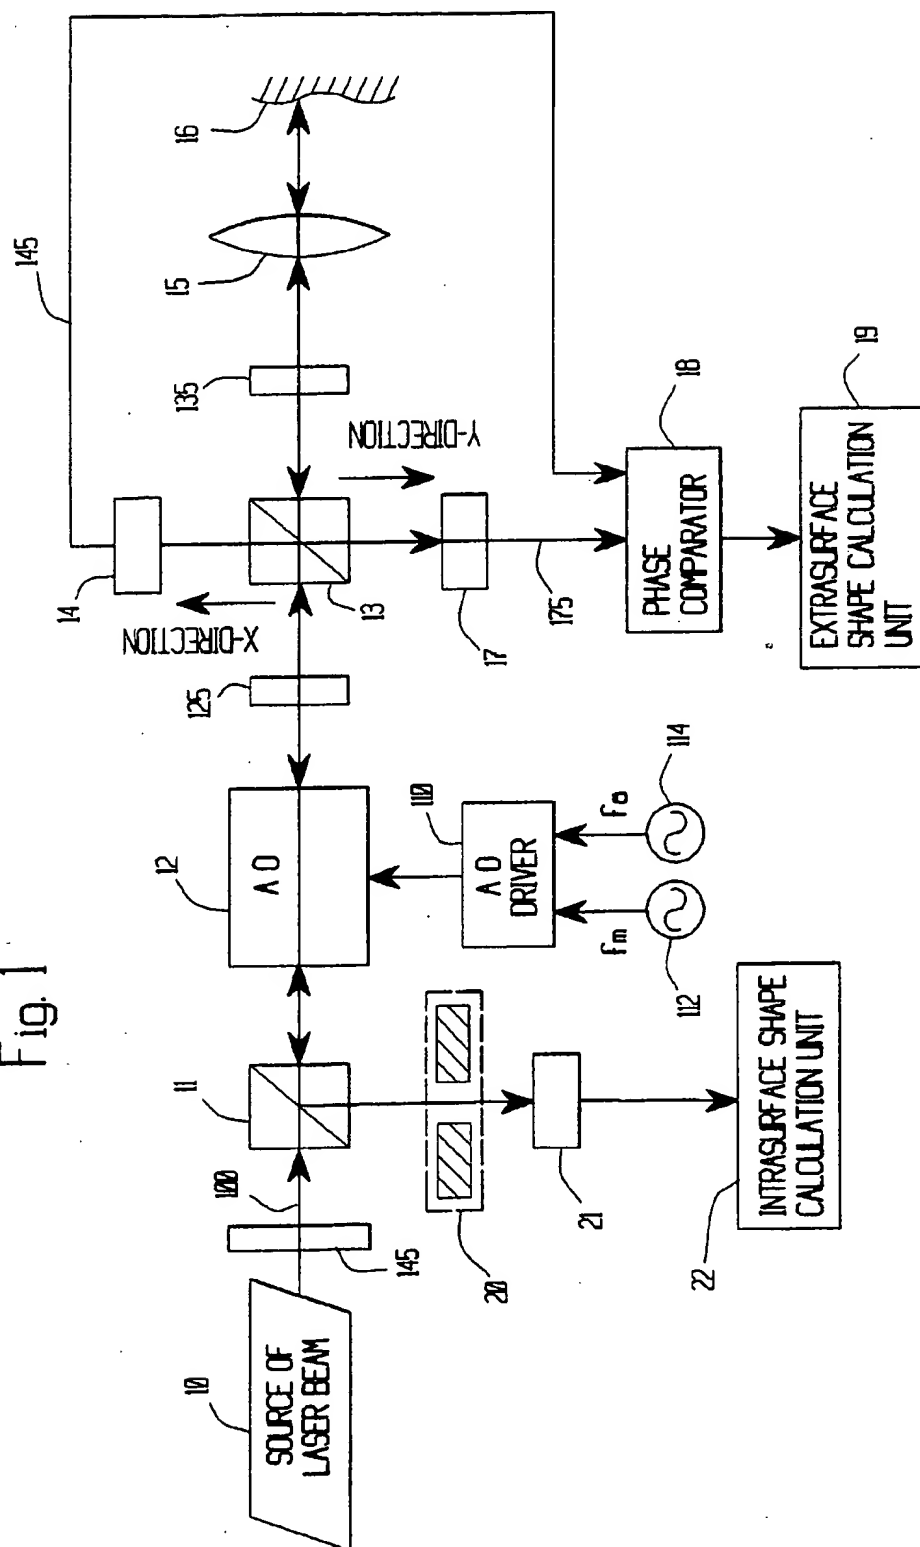 Fig. 1
10
SOURCE OF
LASER BEAM
145
100
11
20
21
22
INTRASURFACE SHAPE
CALCULATION UNIT
12
A O
110
A O
DRIVER
fm
fa
112
114
125
X-DIRECTION
14
13
Y-DIRECTION
17
175
135
15
16
145
18
PHASE
COMPARATOR
19
EXTRASURFACE
SHAPE CALCULATION
UNIT